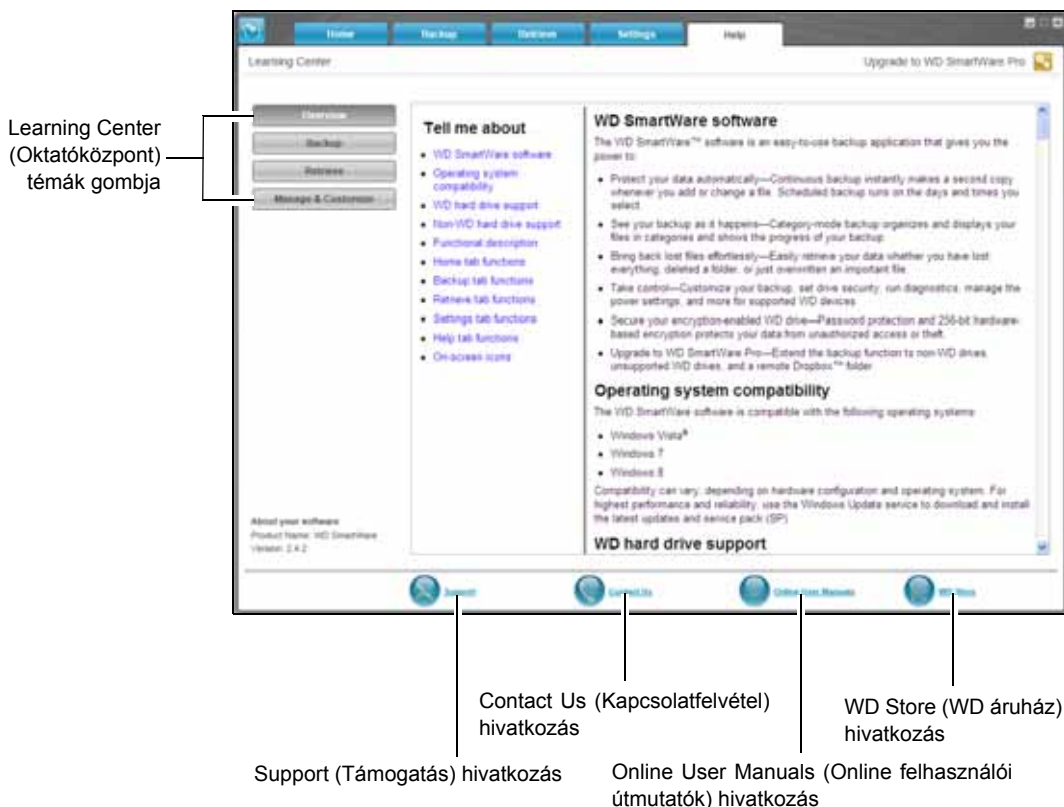 Home Backup Retrieve Settings Help
Learning Center
Upgrade to WD SmartWare Pro
Learning Center
(Oktatóközpont)
témák gombja
Overview
Backup
Retrieve
Manage & Customize
About your software
Product Name: WD SmartWare
Version: 2.4.2
Tell me about
• WD SmartWare software
• Operating system
compatibility
• WD hard drive support
• Non-WD hard drive support
• Functional description
• Home tab functions
• Backup tab functions
• Retrieve tab functions
• Settings tab functions
• Help tab functions
• On-screen icons
WD SmartWare software
The WD SmartWare™ software is an easy-to-use backup application that gives you the
power to:
• Protect your data automatically—Continuous backup instantly makes a second copy
whenever you add or change a file. Scheduled backup runs on the days and times you
select.
• See your backup as it happens—Category-mode backup organizes and displays your
files in categories and shows the progress of your backup.
• Bring back lost files effortlessly—Easily retrieve your data whether you have lost
everything, deleted a folder, or just overwritten an important file.
• Take control—Customize your backup, set drive security, run diagnostics, manage the
power settings, and more for supported WD devices.
• Secure your encryption-enabled WD drive—Password protection and 256-bit hardware-
based encryption protects your data from unauthorized access or theft.
• Upgrade to WD SmartWare Pro—Extend the backup function to non-WD drives,
unsupported WD drives, and a remote Dropbox™ folder.
Operating system compatibility
The WD SmartWare software is compatible with the following operating systems:
• Windows Vista®
• Windows 7
• Windows 8
Compatibility can vary, depending on hardware configuration and operating system. For
highest performance and reliability, use the Windows Update service to download and install
the latest updates and service pack (SP).
WD hard drive support
Support
Contact Us
Online User Manuals
WD Store
Contact Us (Kapcsolatfelvétel)
hivatkozás
WD Store (WD áruház)
hivatkozás
Support (Támogatás) hivatkozás
Online User Manuals (Online felhasználói
útmutatók) hivatkozás